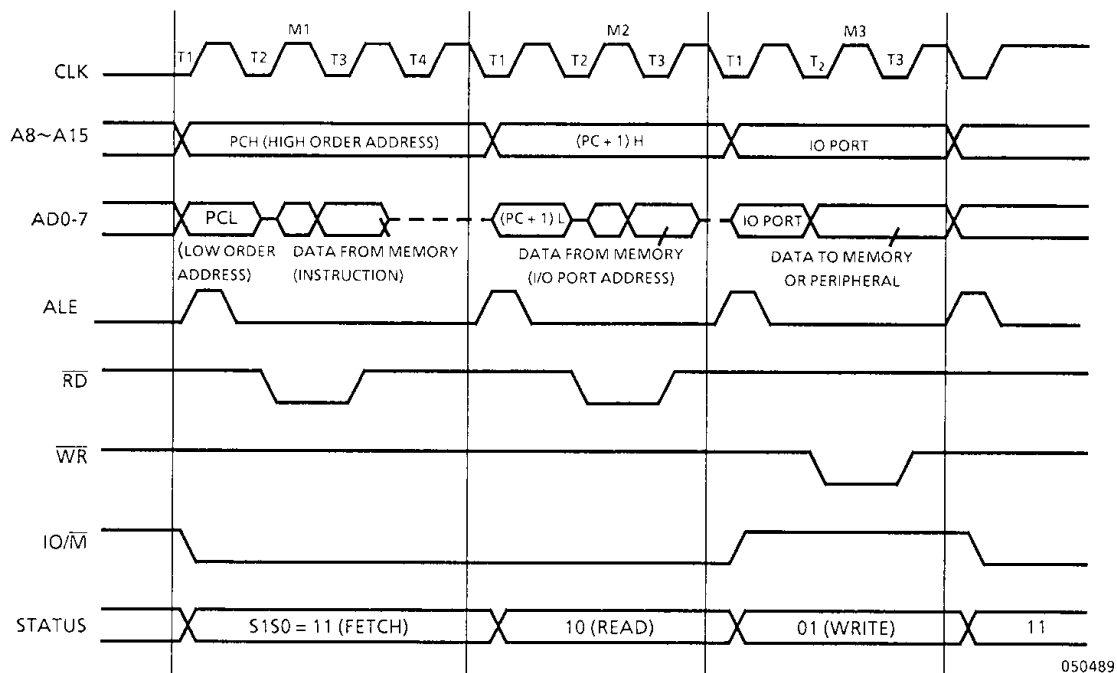 M1 M2 M3
CLK T1 T2 T3 T4 T1 T2 T3 T1 T2 T3
A8~A15 PCH (HIGH ORDER ADDRESS) (PC + 1) H IO PORT
AD0-7 PCL (PC + 1) L IO PORT
(LOW ORDER ADDRESS)
DATA FROM MEMORY
(INSTRUCTION)
DATA FROM MEMORY
(I/O PORT ADDRESS)
DATA TO MEMORY
OR PERIPHERAL
ALE
RD
WR
IO/M
STATUS S1S0 = 11 (FETCH) 10 (READ) 01 (WRITE) 11
050489